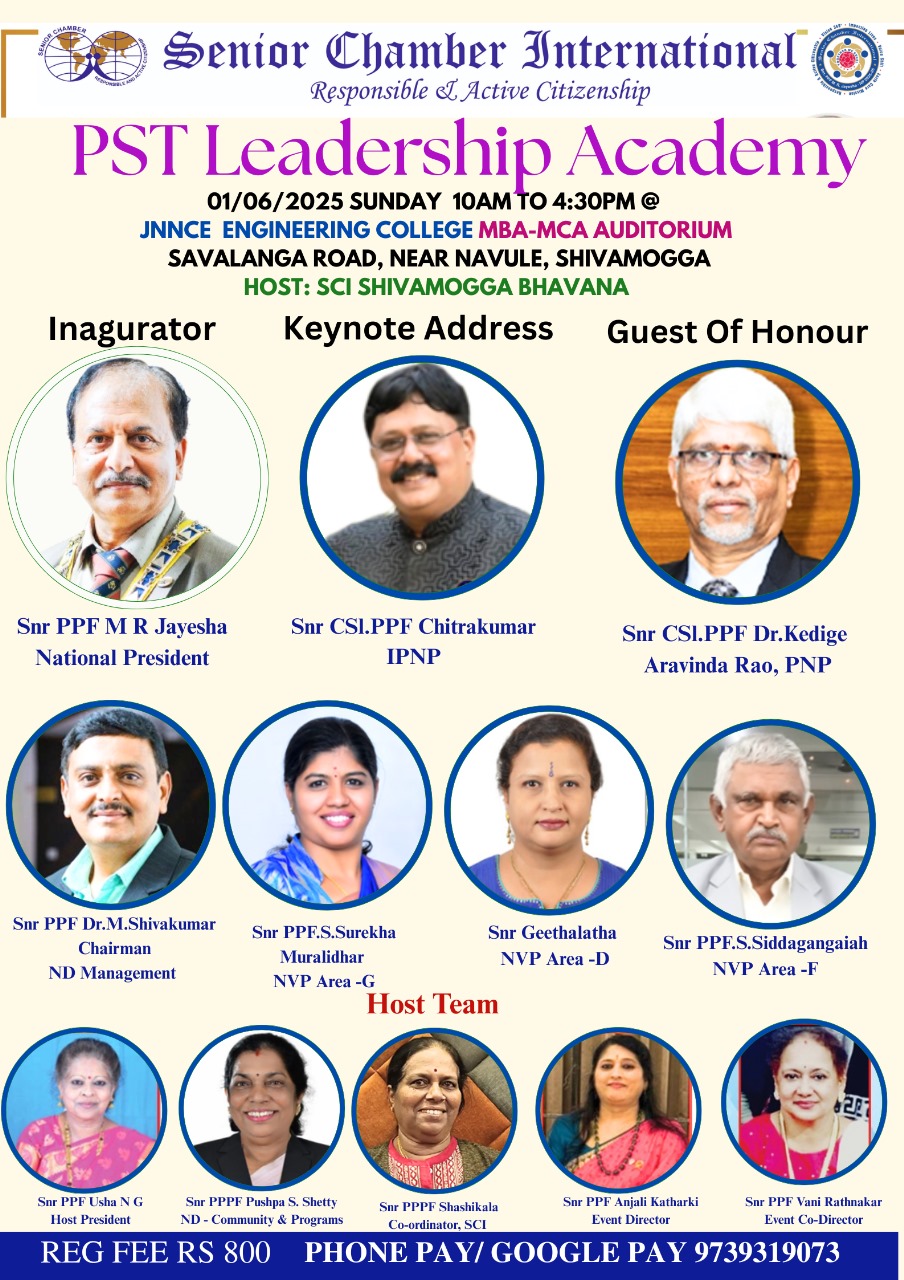 SENIOR CHAMBER
RESPONSIBLE AND ACTIVE CITIZENSHIP
Senior Chamber International
Responsible & Active Citizenship
PST Leadership Academy
01/06/2025 SUNDAY 10AM TO 4:30PM @
JNNCE ENGINEERING COLLEGE MBA-MCA AUDITORIUM
SAVALANGA ROAD, NEAR NAVULE, SHIVAMOGGA
HOST: SCI SHIVAMOGGA BHAVANA
Inagurator Keynote Address Guest Of Honour
Snr PPF M R Jayesha
National President
Snr CSl.PPF Chitrakumar
IPNP
Snr CSl.PPF Dr.Kedige
Aravinda Rao, PNP
Snr PPF Dr.M.Shivakumar
Chairman
ND Management
Snr PPF.S.Surekha
Muralidhar
NVP Area -G
Snr Geethalatha
NVP Area -D
Snr PPF.S.Siddagangaiah
NVP Area -F
Host Team
Snr PPF Usha N G
Host President
Snr PPPF Pushpa S. Shetty
ND - Community & Programs
Snr PPPF Shashikala
Co-ordinator, SCI
Snr PPF Anjali Katharki
Event Director
Snr PPF Vani Rathnakar
Event Co-Director
REG FEE RS 800 PHONE PAY/ GOOGLE PAY 9739319073